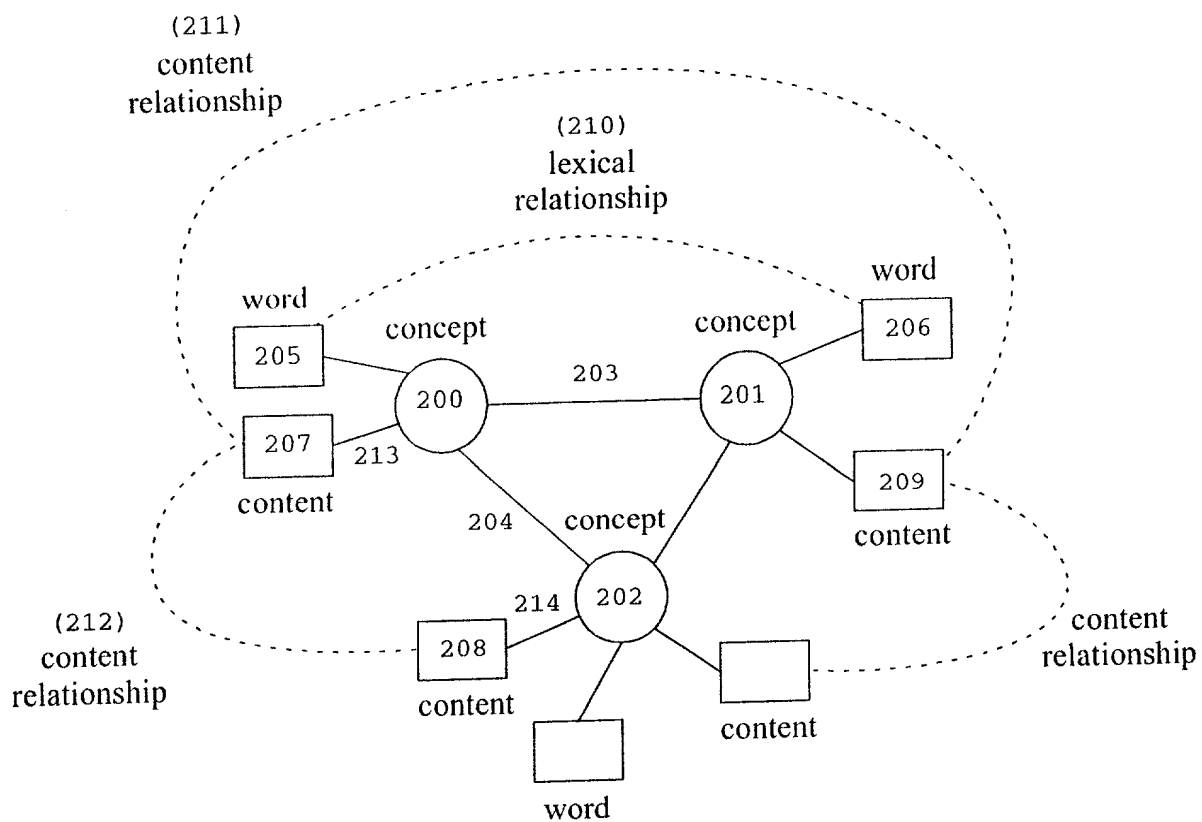 (211)
content
relationship
(210)
lexical
relationship
word
205
concept
200
203
concept
201
word
206
207
213
content
209
content
204
concept
202
214
(212)
content
relationship
208
content
content
relationship
content
word